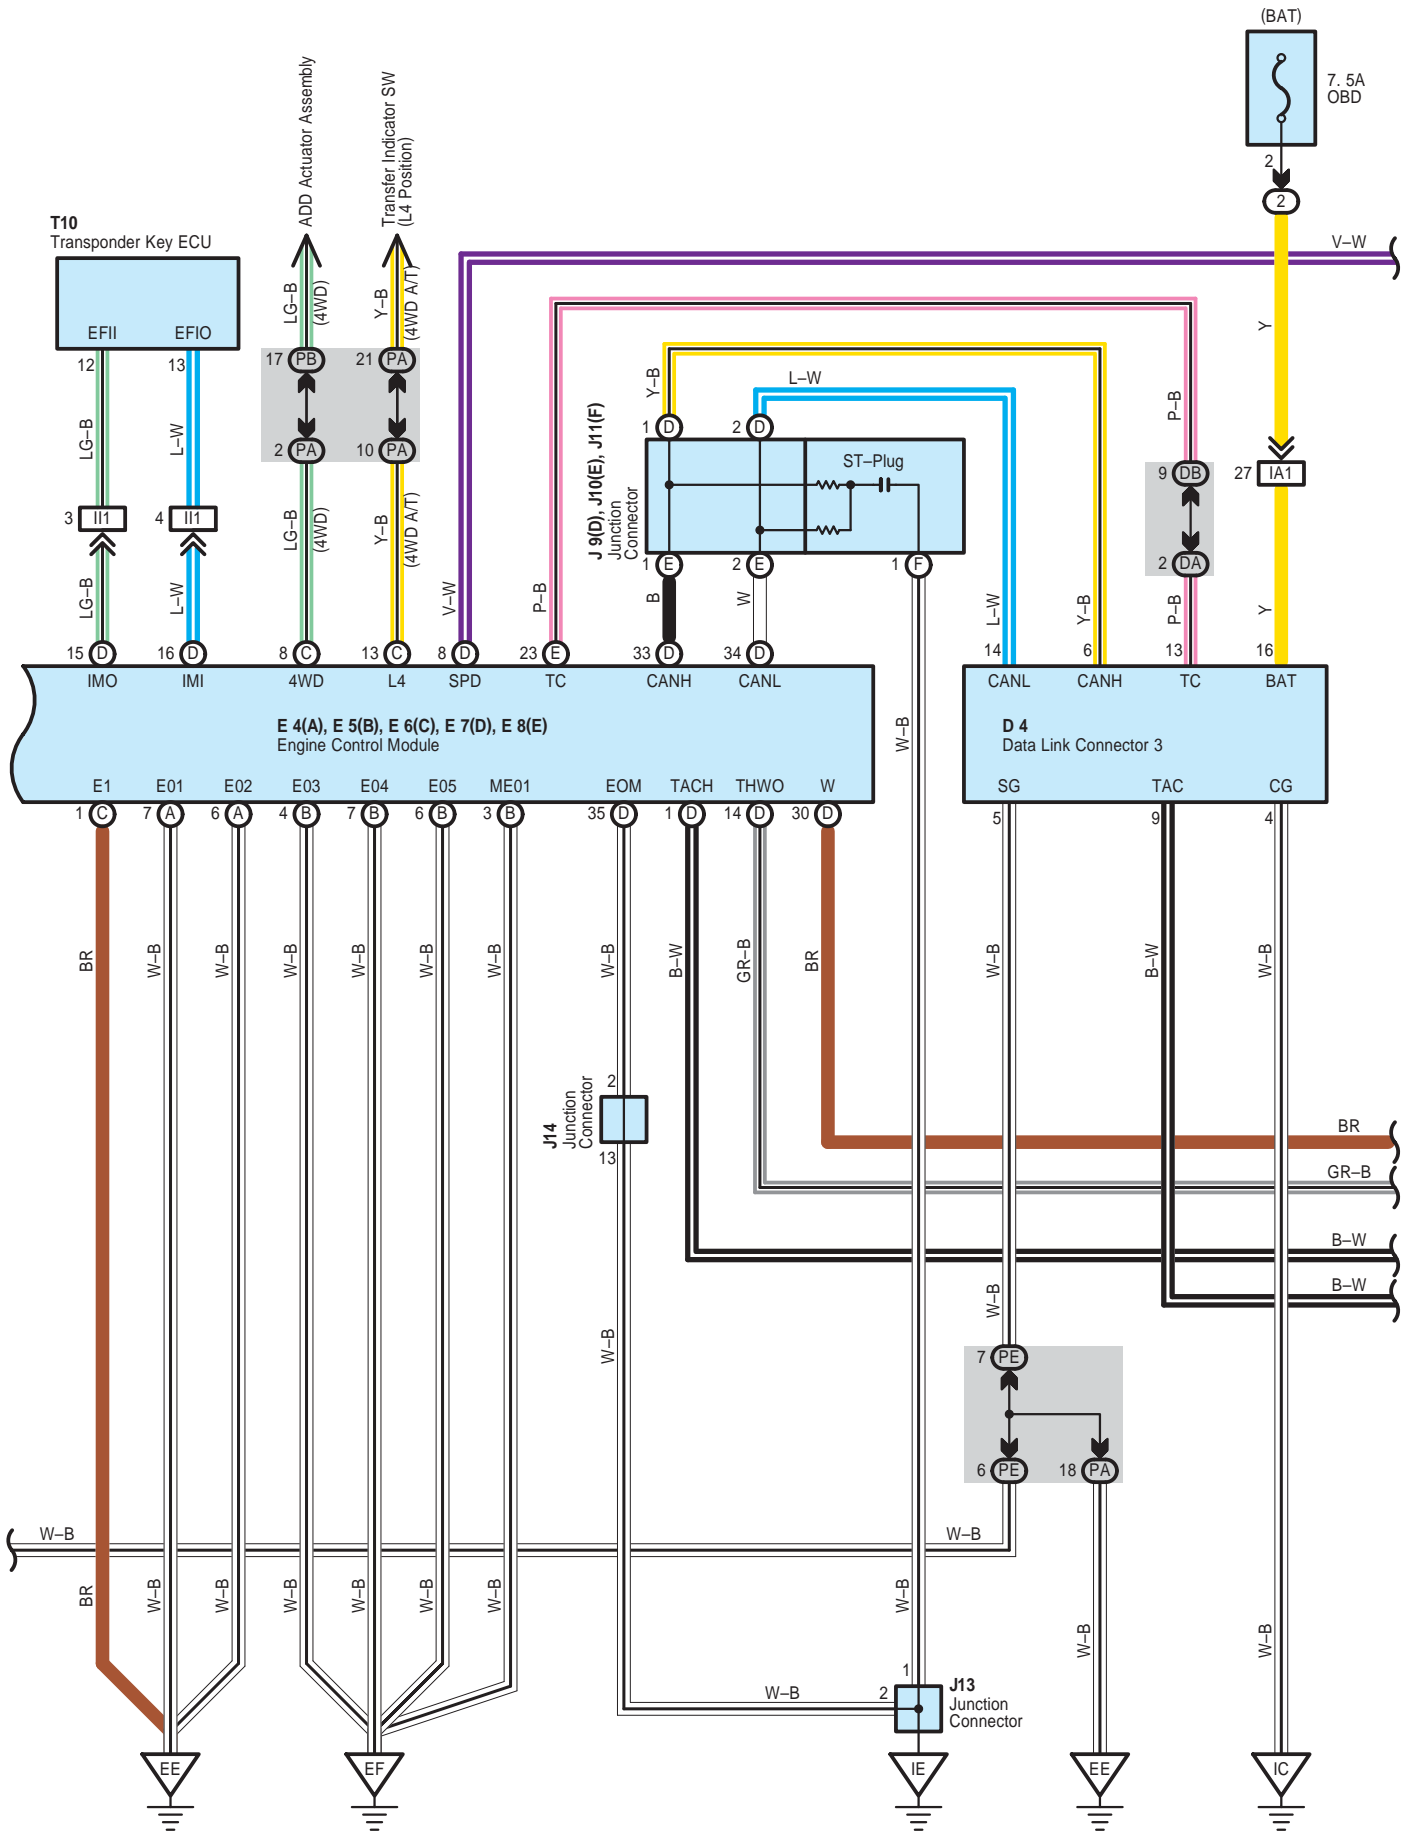 (BAT)
7. 5A
OBD
2
2
ADD Actuator Assembly
Transfer Indicator SW
(L4 Position)
T10
Transponder Key ECU
EFII
EFIO
12
13
LG–B
(4WD)
Y–B
(4WD A/T)
17 PB
21 PA
2 PA
10 PA
V–W
Y
LG–B
L–W
3 II1
4 II1
LG–B
L–W
LG–B
(4WD)
Y–B
(4WD A/T)
V–W
P–B
Y–B
L–W
1 D
2 D
J 9(D), J10(E), J11(F)
Junction
Connector
ST–Plug
1 E
2 E
1 F
B
W
L–W
Y–B
P–B
9 DB
2 DA
P–B
27 IA1
Y
15 D
16 D
8 C
13 C
8 D
23 E
33 D
34 D
14
6
13
16
IMO
IMI
4WD
L4
SPD
TC
CANH
CANL
CANL
CANH
TC
BAT
E 4(A), E 5(B), E 6(C), E 7(D), E 8(E)
Engine Control Module
D 4
Data Link Connector 3
W–B
E1
E01
E02
E03
E04
E05
ME01
EOM
TACH
THWO
W
SG
TAC
CG
1 C
7 A
6 A
4 B
7 B
6 B
3 B
35 D
1 D
14 D
30 D
5
9
4
BR
W–B
W–B
W–B
W–B
W–B
W–B
W–B
B–W
GR–B
BR
W–B
B–W
W–B
2
J14
Junction
Connector
13
BR
GR–B
B–W
B–W
W–B
W–B
7 PE
6 PE
18 PA
W–B
W–B
BR
W–B
W–B
W–B
W–B
W–B
W–B
W–B
W–B
W–B
1
W–B
2
J13
Junction
Connector
EE
EF
IE
EE
IC